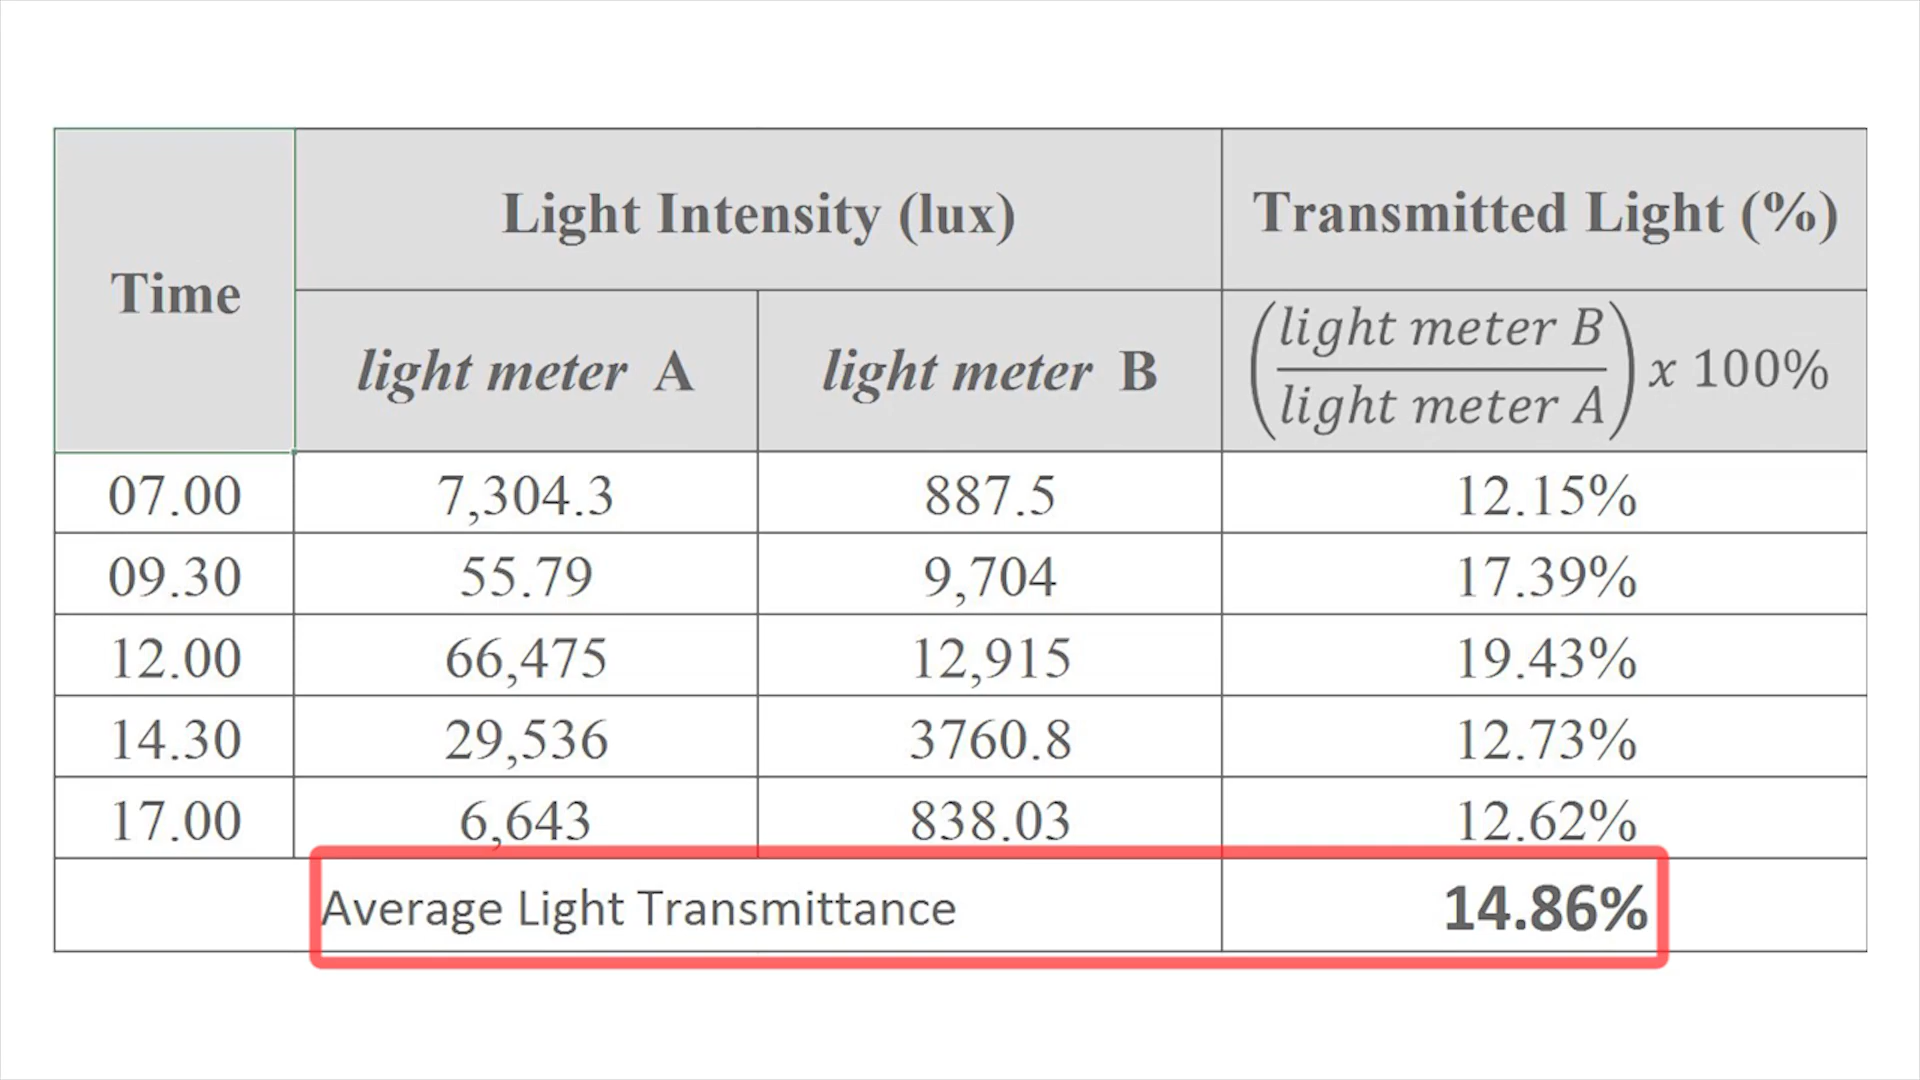 Time
Light Intensity (lux)
Transmitted Light (%)
light meter A
light meter B
(light meter B / light meter A) x 100%
07.00 7,304.3 887.5 12.15%
09.30 55.79 9,704 17.39%
12.00 66,475 12,915 19.43%
14.30 29,536 3760.8 12.73%
17.00 6,643 838.03 12.62%
Average Light Transmittance 14.86%